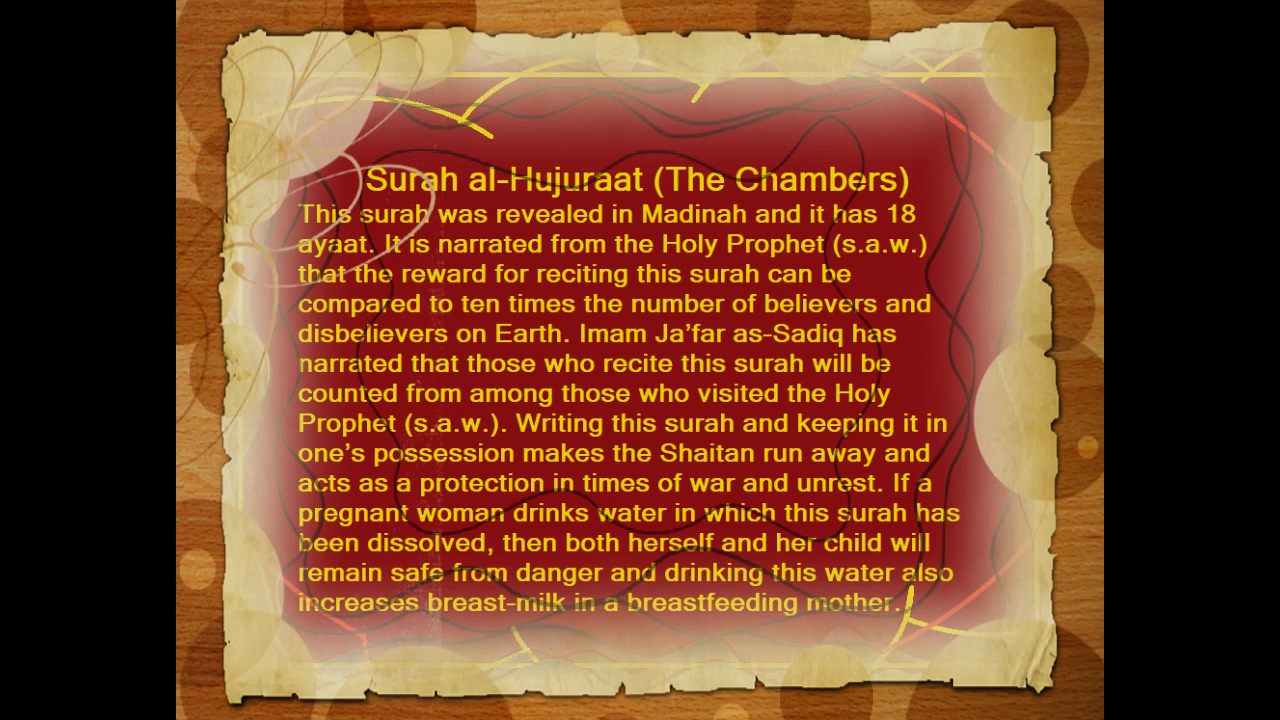 Surah al-Hujuraat (The Chambers)
This surah was revealed in Madinah and it has 18
ayaat. It is narrated from the Holy Prophet (s.a.w.)
that the reward for reciting this surah can be
compared to ten times the number of believers and
disbelievers on Earth. Imam Ja’far as-Sadiq has
narrated that those who recite this surah will be
counted from among those who visited the Holy
Prophet (s.a.w.). Writing this surah and keeping it in
one’s possession makes the Shaitan run away and
acts as a protection in times of war and unrest. If a
pregnant woman drinks water in which this surah has
been dissolved, then both herself and her child will
remain safe from danger and drinking this water also
increases breast-milk in a breastfeeding mother.